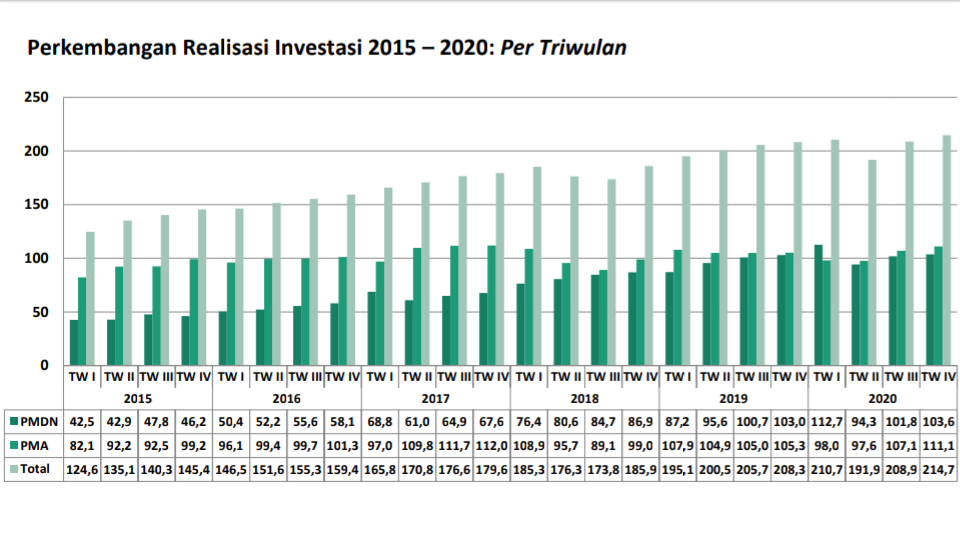 Perkembangan Realisasi Investasi 2015 – 2020: Per Triwulan
250
200
150
100
50
0
TW I TW II TW III TW IV TW I TW II TW III TW IV TW I TW II TW III TW IV TW I TW II TW III TW IV TW I TW II TW III TW IV TW I TW II TW III TW IV
2015 2016 2017 2018 2019 2020
PMDN 42,5 42,9 47,8 46,2 50,4 52,2 55,6 58,1 68,8 61,0 64,9 67,6 76,4 80,6 84,7 86,9 87,2 95,6 100,7 103,0 112,7 94,3 101,8 103,6
PMA 82,1 92,2 92,5 99,2 96,1 99,4 99,7 101,3 97,0 109,8 111,7 112,0 108,9 95,7 89,1 99,0 107,9 104,9 105,0 105,3 98,0 97,6 107,1 111,1
Total 124,6 135,1 140,3 145,4 146,5 151,6 155,3 159,4 165,8 170,8 176,6 179,6 185,3 176,3 173,8 185,9 195,1 200,5 205,7 208,3 210,7 191,9 208,9 214,7